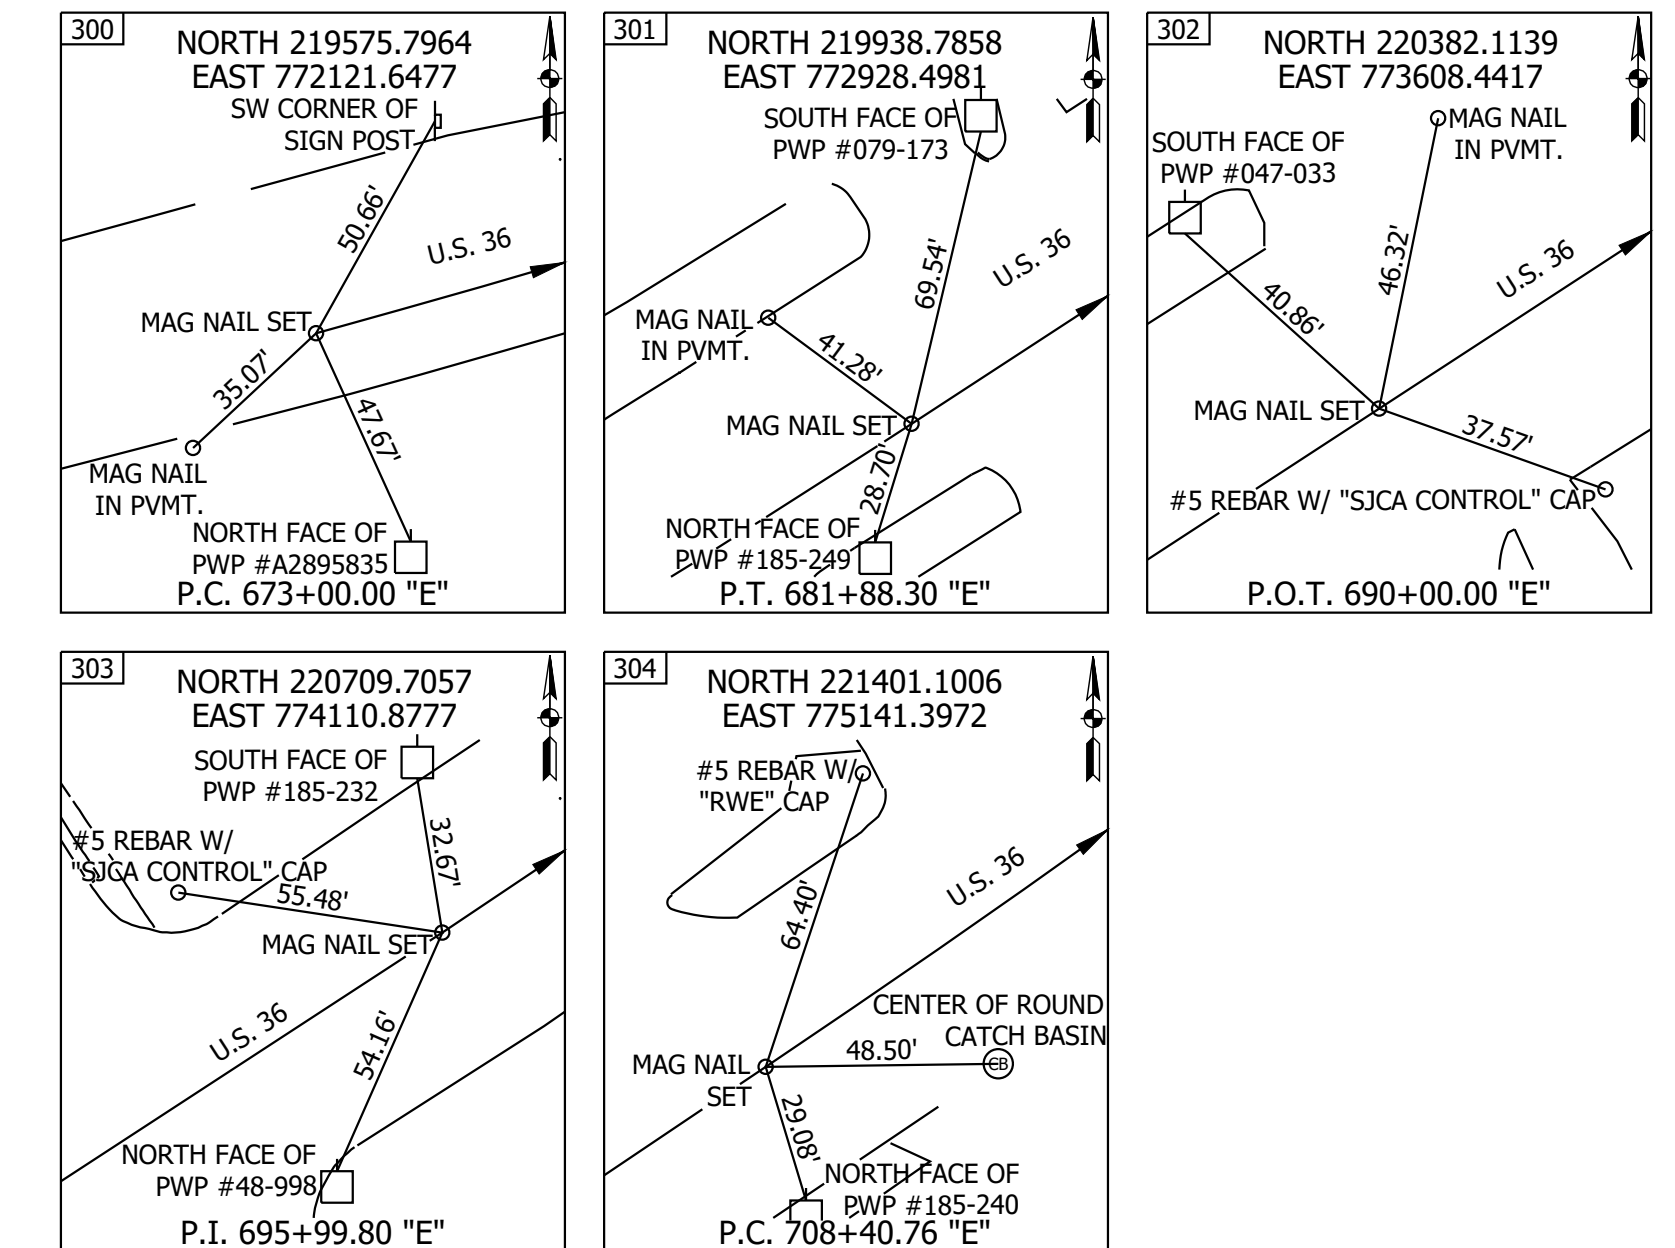 300
NORTH 219575.7964
EAST 772121.6477
SW CORNER OF
SIGN POST
50.66'
U.S. 36
MAG NAIL SET
35.07'
47.67'
MAG NAIL
IN PVMT.
NORTH FACE OF
PWP #A2895835
P.C. 673+00.00 "E"
301
NORTH 219938.7858
EAST 772928.4981
SOUTH FACE OF
PWP #079-173
69.54'
U.S. 36
MAG NAIL
IN PVMT.
41.28'
MAG NAIL SET
28.70'
NORTH FACE OF
PWP #185-249
P.T. 681+88.30 "E"
302
NORTH 220382.1139
EAST 773608.4417
MAG NAIL
IN PVMT.
SOUTH FACE OF
PWP #047-033
46.32'
U.S. 36
40.86'
MAG NAIL SET
37.57'
#5 REBAR W/ "SJCA CONTROL" CAP
P.O.T. 690+00.00 "E"
303
NORTH 220709.7057
EAST 774110.8777
SOUTH FACE OF
PWP #185-232
32.67'
#5 REBAR W/
"SJCA CONTROL" CAP
55.48'
MAG NAIL SET
U.S. 36
54.16'
NORTH FACE OF
PWP #48-998
P.I. 695+99.80 "E"
304
NORTH 221401.1006
EAST 775141.3972
#5 REBAR W/
"RWE" CAP
U.S. 36
64.40'
CENTER OF ROUND
CATCH BASIN
48.50'
CB
MAG NAIL
SET
29.08'
NORTH FACE OF
PWP #185-240
P.C. 708+40.76 "E"